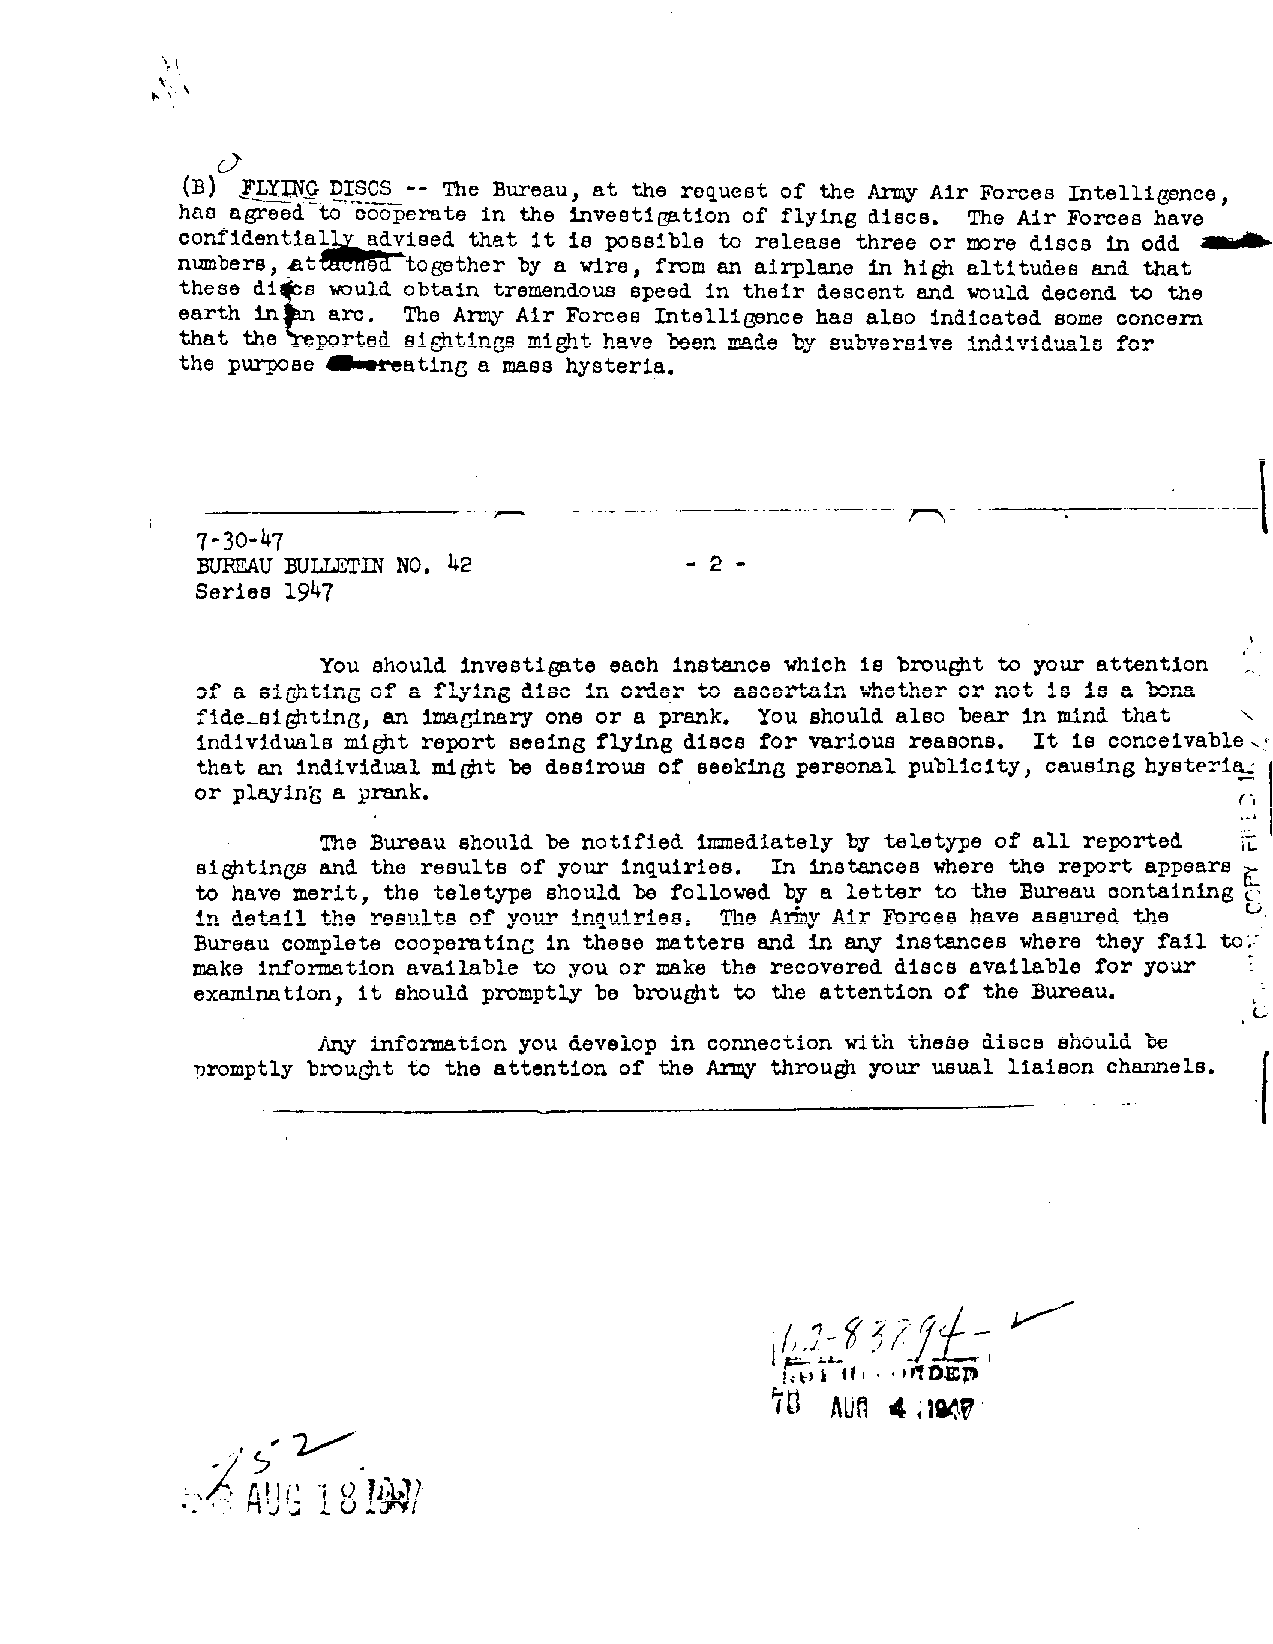 (B) FLYING DISCS -- The Bureau, at the request of the Army Air Forces Intelligence,
has agreed to cooperate in the investigation of flying discs. The Air Forces have
confidentially advised that it is possible to release three or more discs in odd
numbers, attached together by a wire, from an airplane in high altitudes and that
these discs would obtain tremendous speed in their descent and would decend to the
earth in an arc. The Army Air Forces Intelligence has also indicated some concern
that the reported sightings might have been made by subversive individuals for
the purpose creating a mass hysteria.
7-30-47
BUREAU BULLETIN NO. 42 - 2 -
Series 1947
You should investigate each instance which is brought to your attention
of a sighting of a flying disc in order to ascertain whether or not is is a bona
fide sighting, an imaginary one or a prank. You should also bear in mind that
individuals might report seeing flying discs for various reasons. It is conceivable
that an individual might be desirous of seeking personal publicity, causing hysteria
or playing a prank.
The Bureau should be notified immediately by teletype of all reported
sightings and the results of your inquiries. In instances where the report appears
to have merit, the teletype should be followed by a letter to the Bureau containing
in detail the results of your inquiries. The Army Air Forces have assured the
Bureau complete cooperating in these matters and in any instances where they fail to
make information available to you or make the recovered discs available for your
examination, it should promptly be brought to the attention of the Bureau.
Any information you develop in connection with these discs should be
promptly brought to the attention of the Army through your usual liaison channels.
62-83894-
78 AUG 4 1947
52
AUG 18 1947